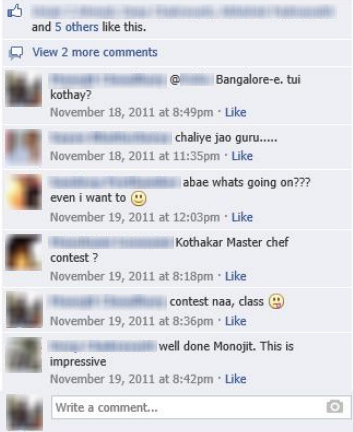 and 5 others like this.
View 2 more comments
@ Bangalore-e. tui
kothay?
November 18, 2011 at 8:49pm · Like
chaliye jao guru.....
November 18, 2011 at 11:35pm · Like
abae whats going on???
even i want to
November 19, 2011 at 12:03pm · Like
Kothakar Master chef
contest ?
November 19, 2011 at 8:18pm · Like
contest naa, class
November 19, 2011 at 8:36pm · Like
well done Monojit. This is
impressive
November 19, 2011 at 8:42pm · Like
Write a comment...